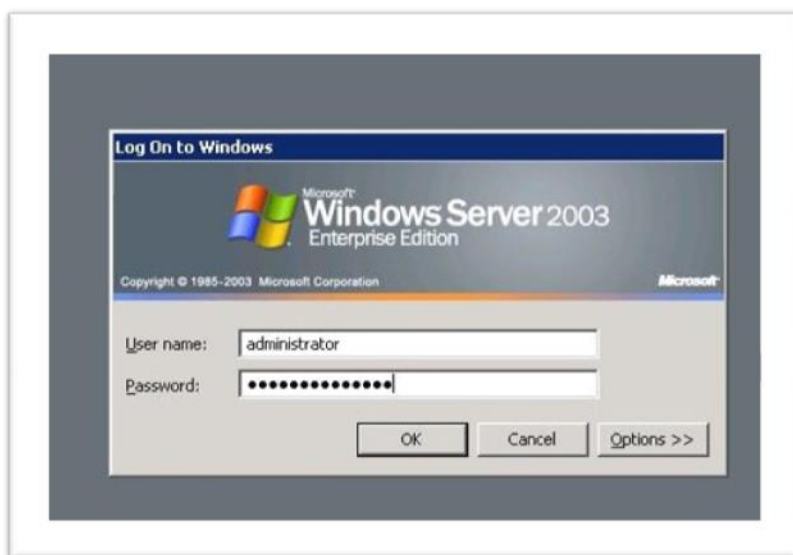 Log On to Windows
Microsoft
Windows Server 2003
Enterprise Edition
Copyright © 1985-2003 Microsoft Corporation Microsoft
User name: administrator
Password: ••••••••••••••
OK Cancel Options >>